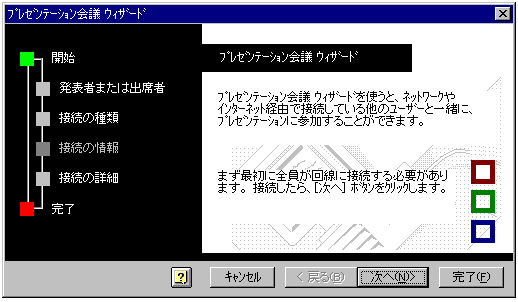 ﾌﾟﾚｾﾞﾝﾃｰｼｮﾝ会議 ｳｨｻﾞｰﾄﾞ
開始
発表者または出席者
接続の種類
接続の情報
接続の詳細
完了
ﾌﾟﾚｾﾞﾝﾃｰｼｮﾝ会議 ｳｨｻﾞｰﾄﾞ
ﾌﾟﾚｾﾞﾝﾃｰｼｮﾝ会議 ｳｨｻﾞｰﾄﾞを使うと、ﾈｯﾄﾜｰｸや
ｲﾝﾀｰﾈｯﾄ経由で接続している他のﾕｰｻﾞｰと一緒に、
ﾌﾟﾚｾﾞﾝﾃｰｼｮﾝに参加することができます。
まず最初に全員が回線に接続する必要があり
ます。接続したら、[次へ] ﾎﾞﾀﾝをｸﾘｯｸします。
?
ｷｬﾝｾﾙ
< 戻る(B)
次へ(N)>
完了(F)